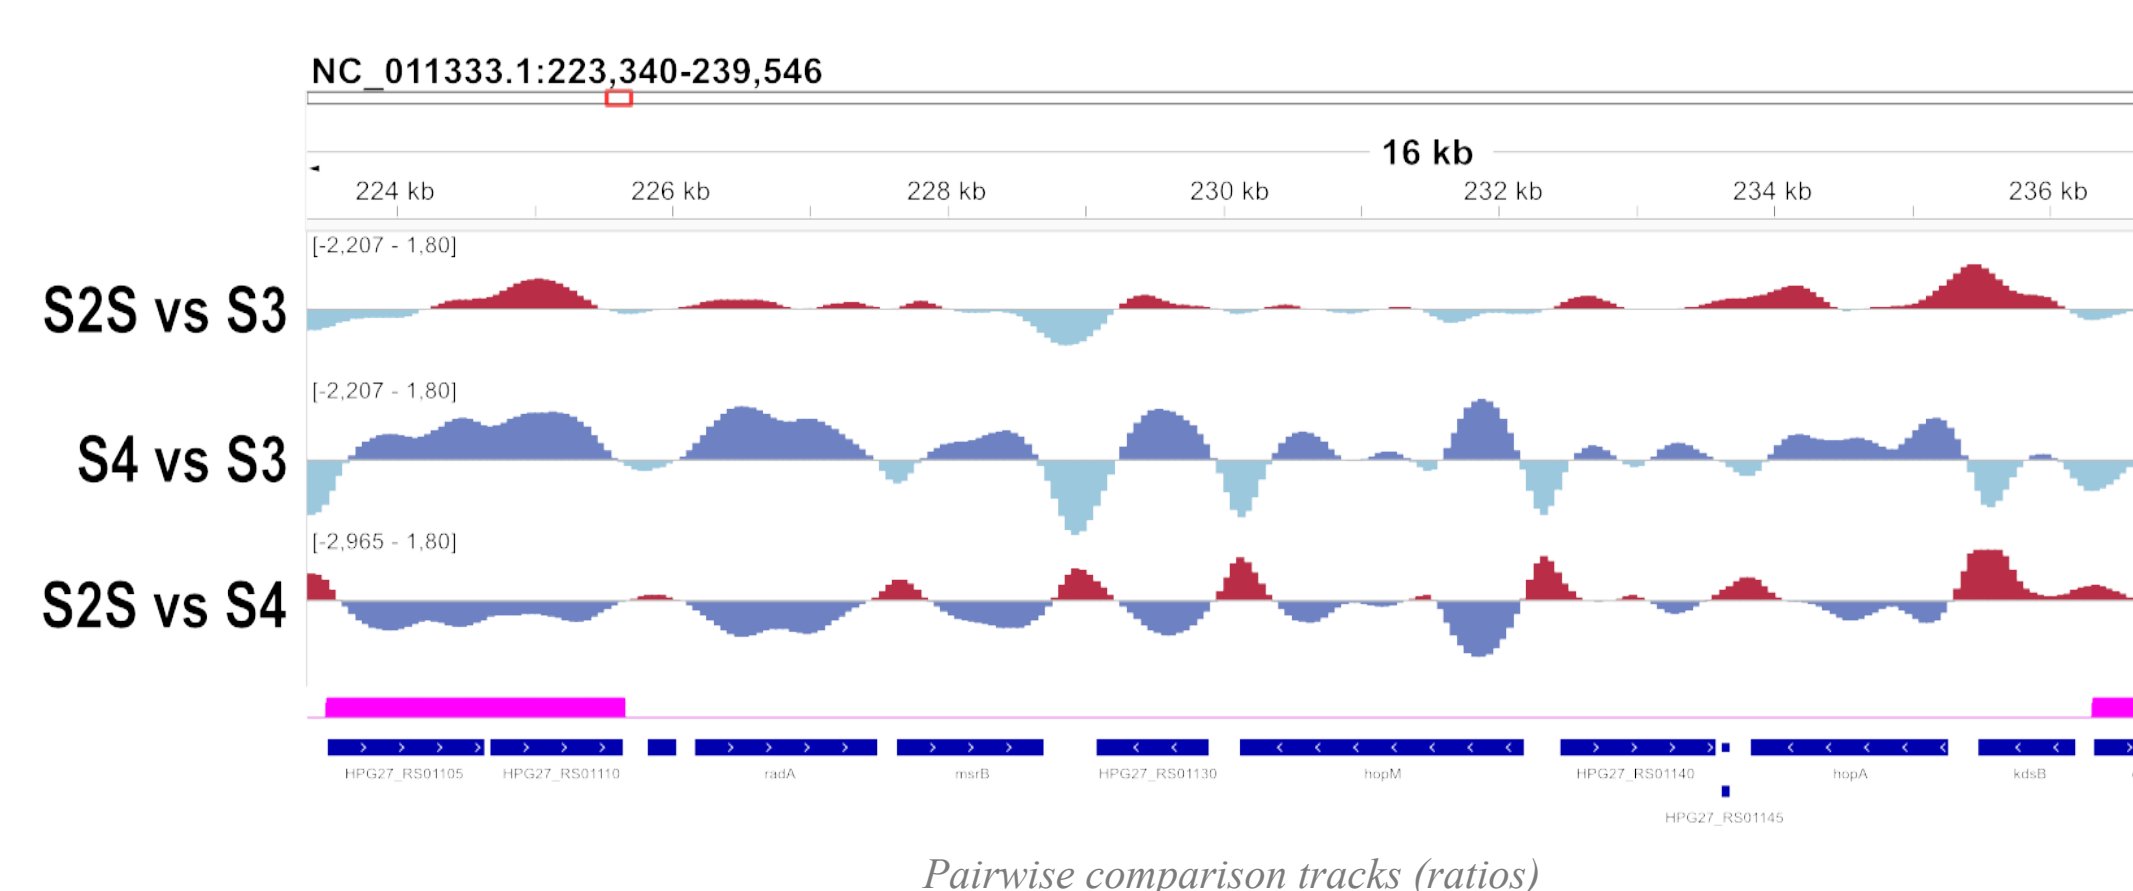 NC_011333.1:223,340-239,546
16 kb
224 kb 226 kb 228 kb 230 kb 232 kb 234 kb 236 kb
[-2,207 - 1,80]
S2S vs S3
[-2,207 - 1,80]
S4 vs S3
[-2,965 - 1,80]
S2S vs S4
HPG27_RS01105 HPG27_RS01110 radA msrB HPG27_RS01130 hopM HPG27_RS01140 hopA kdsB
HPG27_RS01145
Pairwise comparison tracks (ratios)